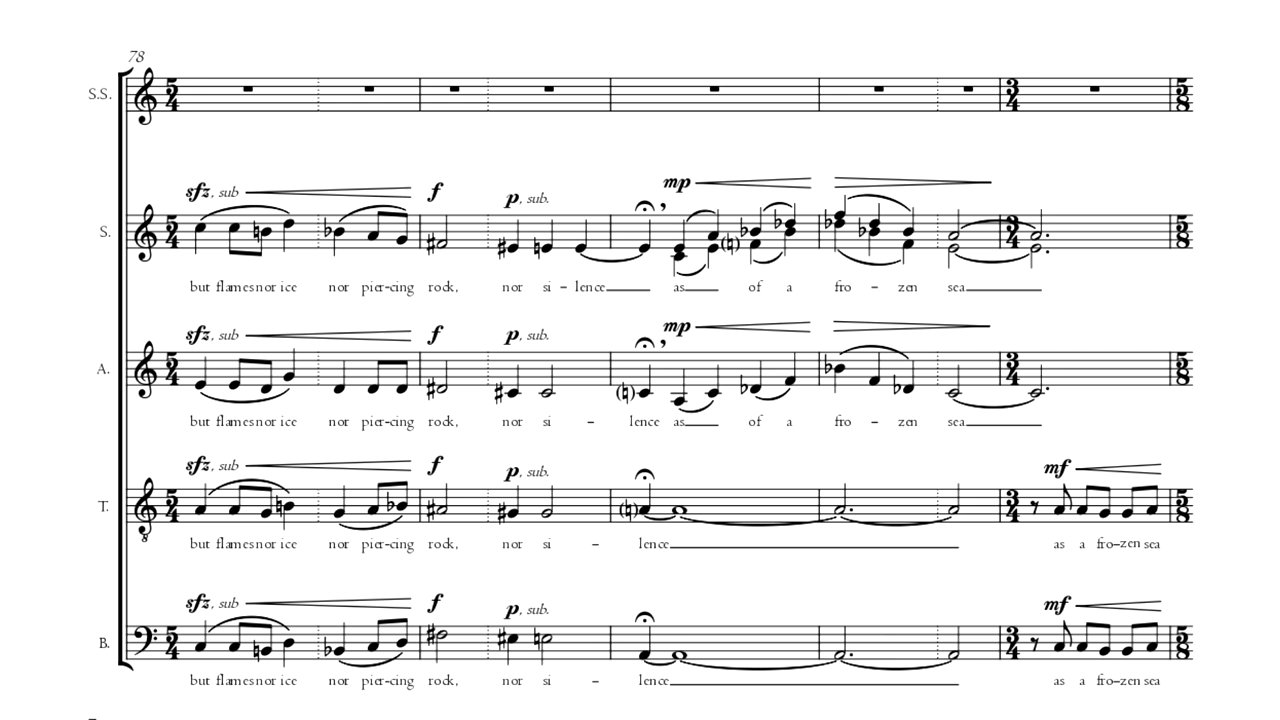 78
S.S.
sfz, sub f p, sub. mp
S.
but flames nor ice nor pier-cing rock, nor si - lence as of a fro - zen sea
sfz, sub f p, sub. mp
A.
but flames nor ice nor pier-cing rock, nor si - lence as of a fro - zen sea
sfz, sub f p, sub. mf
T.
but flames nor ice nor pier-cing rock, nor si - lence as a fro-zen sea
sfz, sub f p, sub. mf
B.
but flames nor ice nor pier-cing rock, nor si - lence as a fro-zen sea